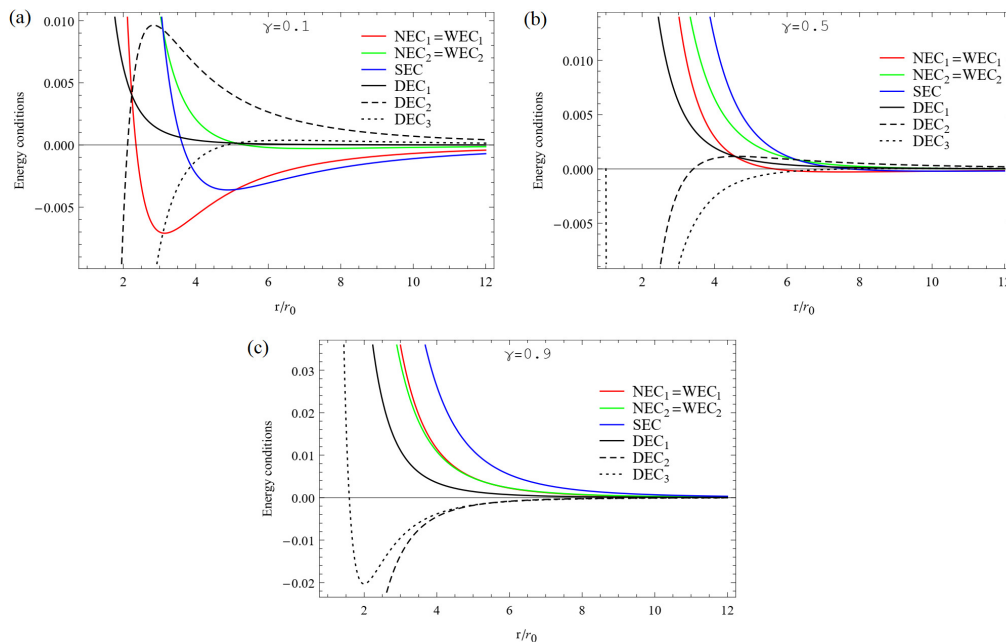 (a)
γ=0.1
NEC₁=WEC₁
NEC₂=WEC₂
SEC
DEC₁
DEC₂
DEC₃
Energy conditions
0.010
0.005
0.000
−0.005
2 4 6 8 10 12
r/r₀
(b)
γ=0.5
NEC₁=WEC₁
NEC₂=WEC₂
SEC
DEC₁
DEC₂
DEC₃
Energy conditions
0.010
0.005
0.000
−0.005
2 4 6 8 10 12
r/r₀
(c)
γ=0.9
NEC₁=WEC₁
NEC₂=WEC₂
SEC
DEC₁
DEC₂
DEC₃
Energy conditions
0.03
0.02
0.01
0.00
−0.01
−0.02
2 4 6 8 10 12
r/r₀